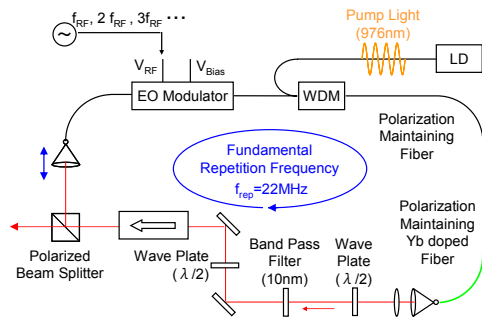 f_RF, 2 f_RF, 3f_RF ･･･
Pump Light
(976nm)
LD
V_RF
V_Bias
EO Modulator
WDM
Polarization
Maintaining
Fiber
Fundamental
Repetition Frequency
f_rep=22MHz
Polarization
Maintaining
Yb doped
Fiber
Polarized
Beam Splitter
Wave Plate
(λ/2)
Band Pass
Filter
(10nm)
Wave
Plate
(λ/2)